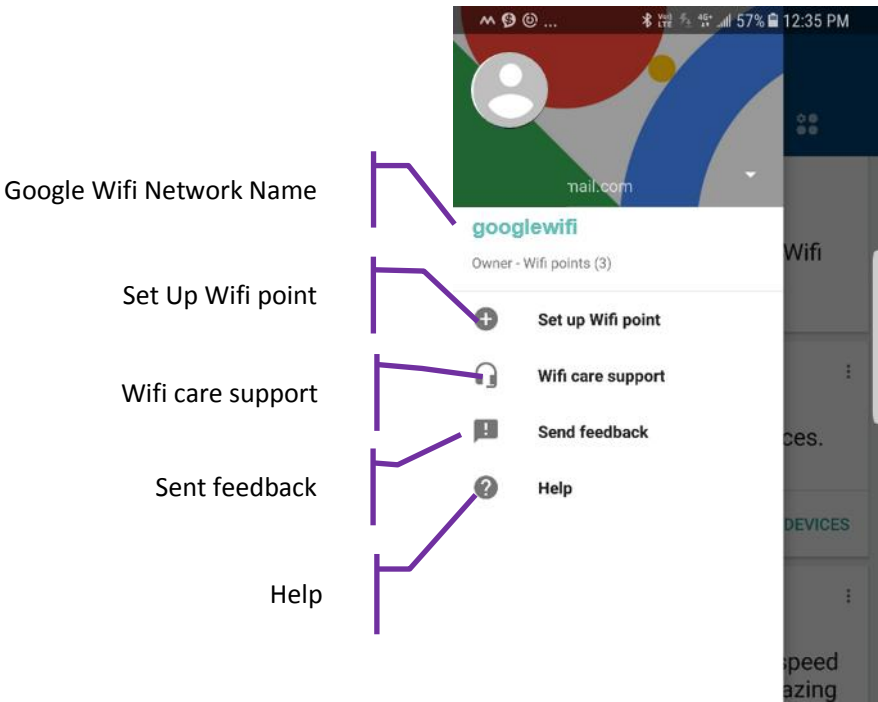 ... 57% 12:35 PM
mail.com
Google Wifi Network Name
googlewifi
Owner - Wifi points (3)
Wifi
Set Up Wifi point
Set up Wifi point
Wifi care support
Wifi care support
Sent feedback
Send feedback
ces.
Help
Help
DEVICES
speed
azing